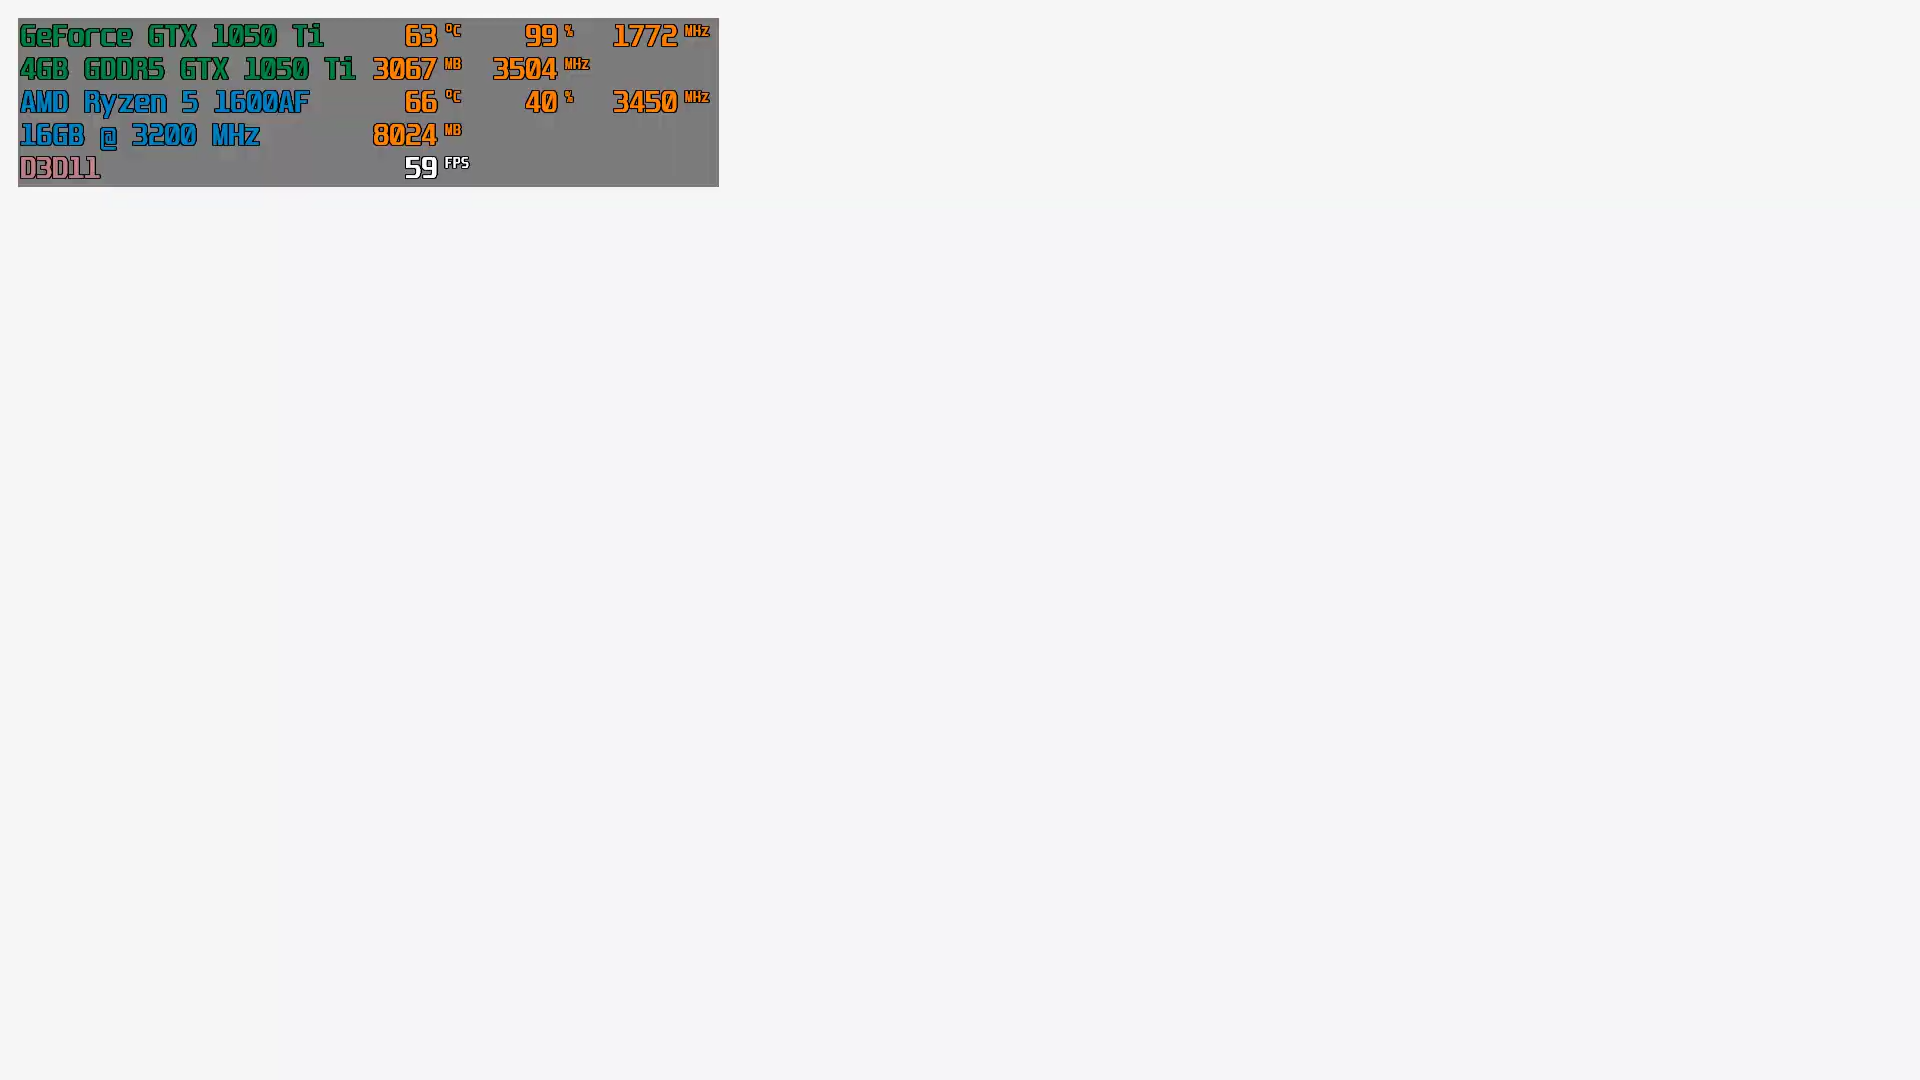 GeForce GTX 1050 Ti 63 °C 99 % 1772 MHz
4GB GDDR5 GTX 1050 Ti 3067 MB 3504 MHz
AMD Ryzen 5 1600AF 66 °C 40 % 3450 MHz
16GB @ 3200 MHz 8024 MB
D3D11 59 FPS